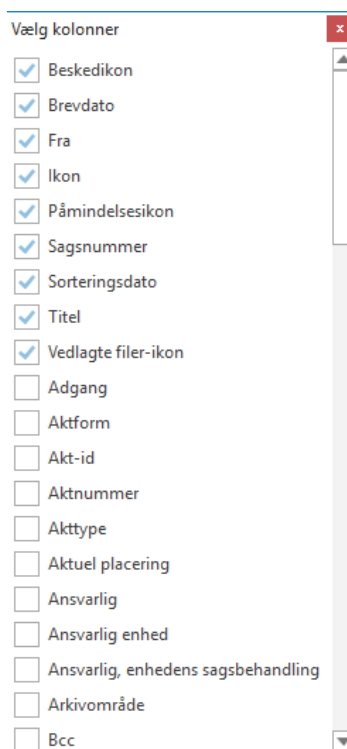 Vælg kolonner
x
Beskedikon
Brevdato
Fra
Ikon
Påmindelsesikon
Sagsnummer
Sorteringsdato
Titel
Vedlagte filer-ikon
Adgang
Aktform
Akt-id
Aktnummer
Akttype
Aktuel placering
Ansvarlig
Ansvarlig enhed
Ansvarlig, enhedens sagsbehandling
Arkivområde
Bcc